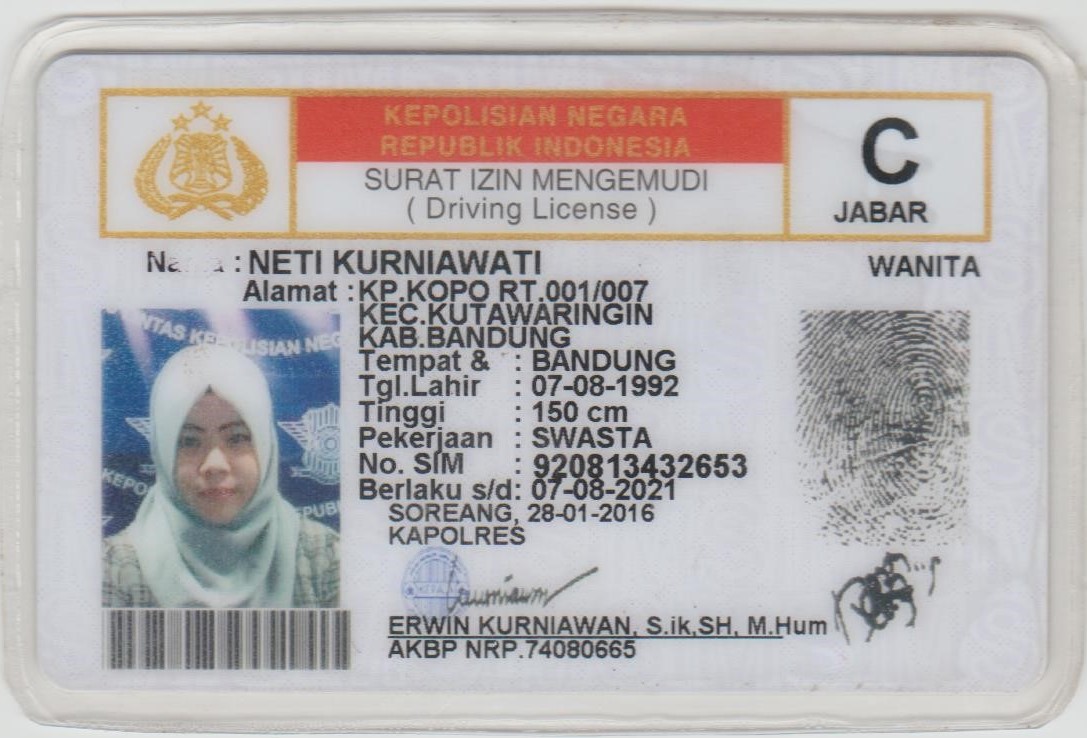 KEPOLISIAN NEGARA
REPUBLIK INDONESIA
SURAT IZIN MENGEMUDI
( Driving License )
C
JABAR
: NETI KURNIAWATI
WANITA
Alamat : KP.KOPO RT.001/007
KEC.KUTAWARINGIN
KAB.BANDUNG
Tempat & : BANDUNG
Tgl.Lahir : 07-08-1992
Tinggi : 150 cm
Pekerjaan : SWASTA
No. SIM : 920813432653
Berlaku s/d: 07-08-2021
SOREANG, 28-01-2016
KAPOLRES
ERWIN KURNIAWAN, S.ik,SH, M.Hum
AKBP NRP.74080665